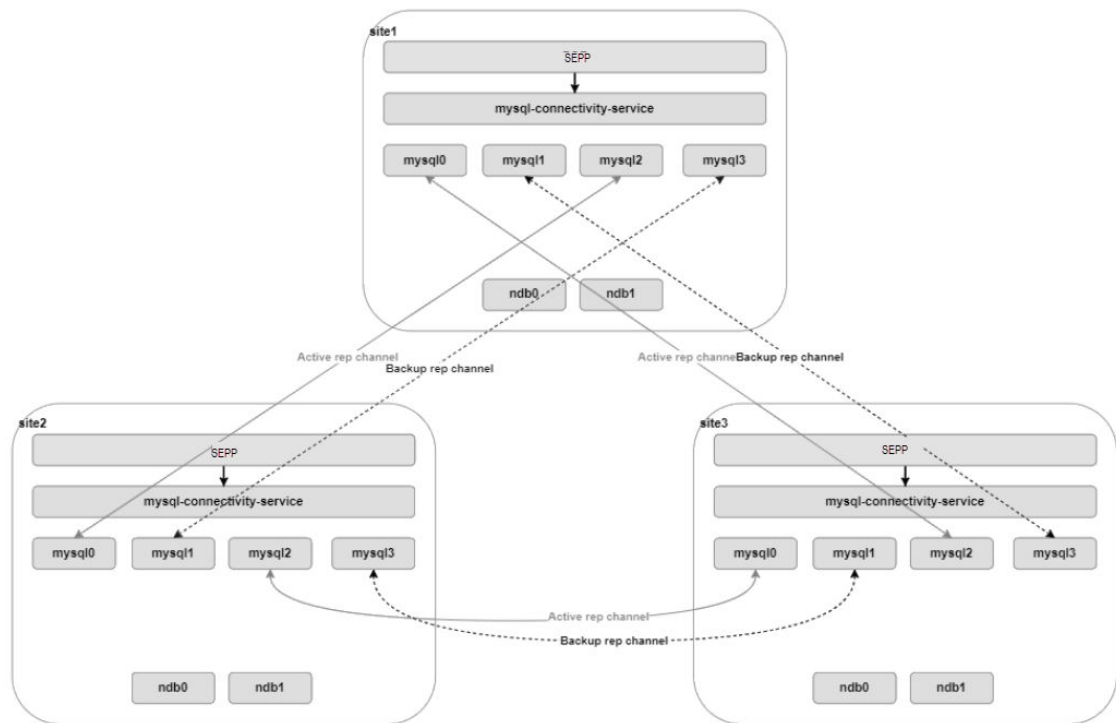 site1
SEPP
mysql-connectivity-service
mysql0 mysql1 mysql2 mysql3
ndb0 ndb1
Active rep channel
Backup rep channel
Active rep channel
Backup rep channel
site2
SEPP
mysql-connectivity-service
mysql0 mysql1 mysql2 mysql3
site3
SEPP
mysql-connectivity-service
mysql0 mysql1 mysql2 mysql3
Active rep channel
Backup rep channel
ndb0 ndb1
ndb0 ndb1